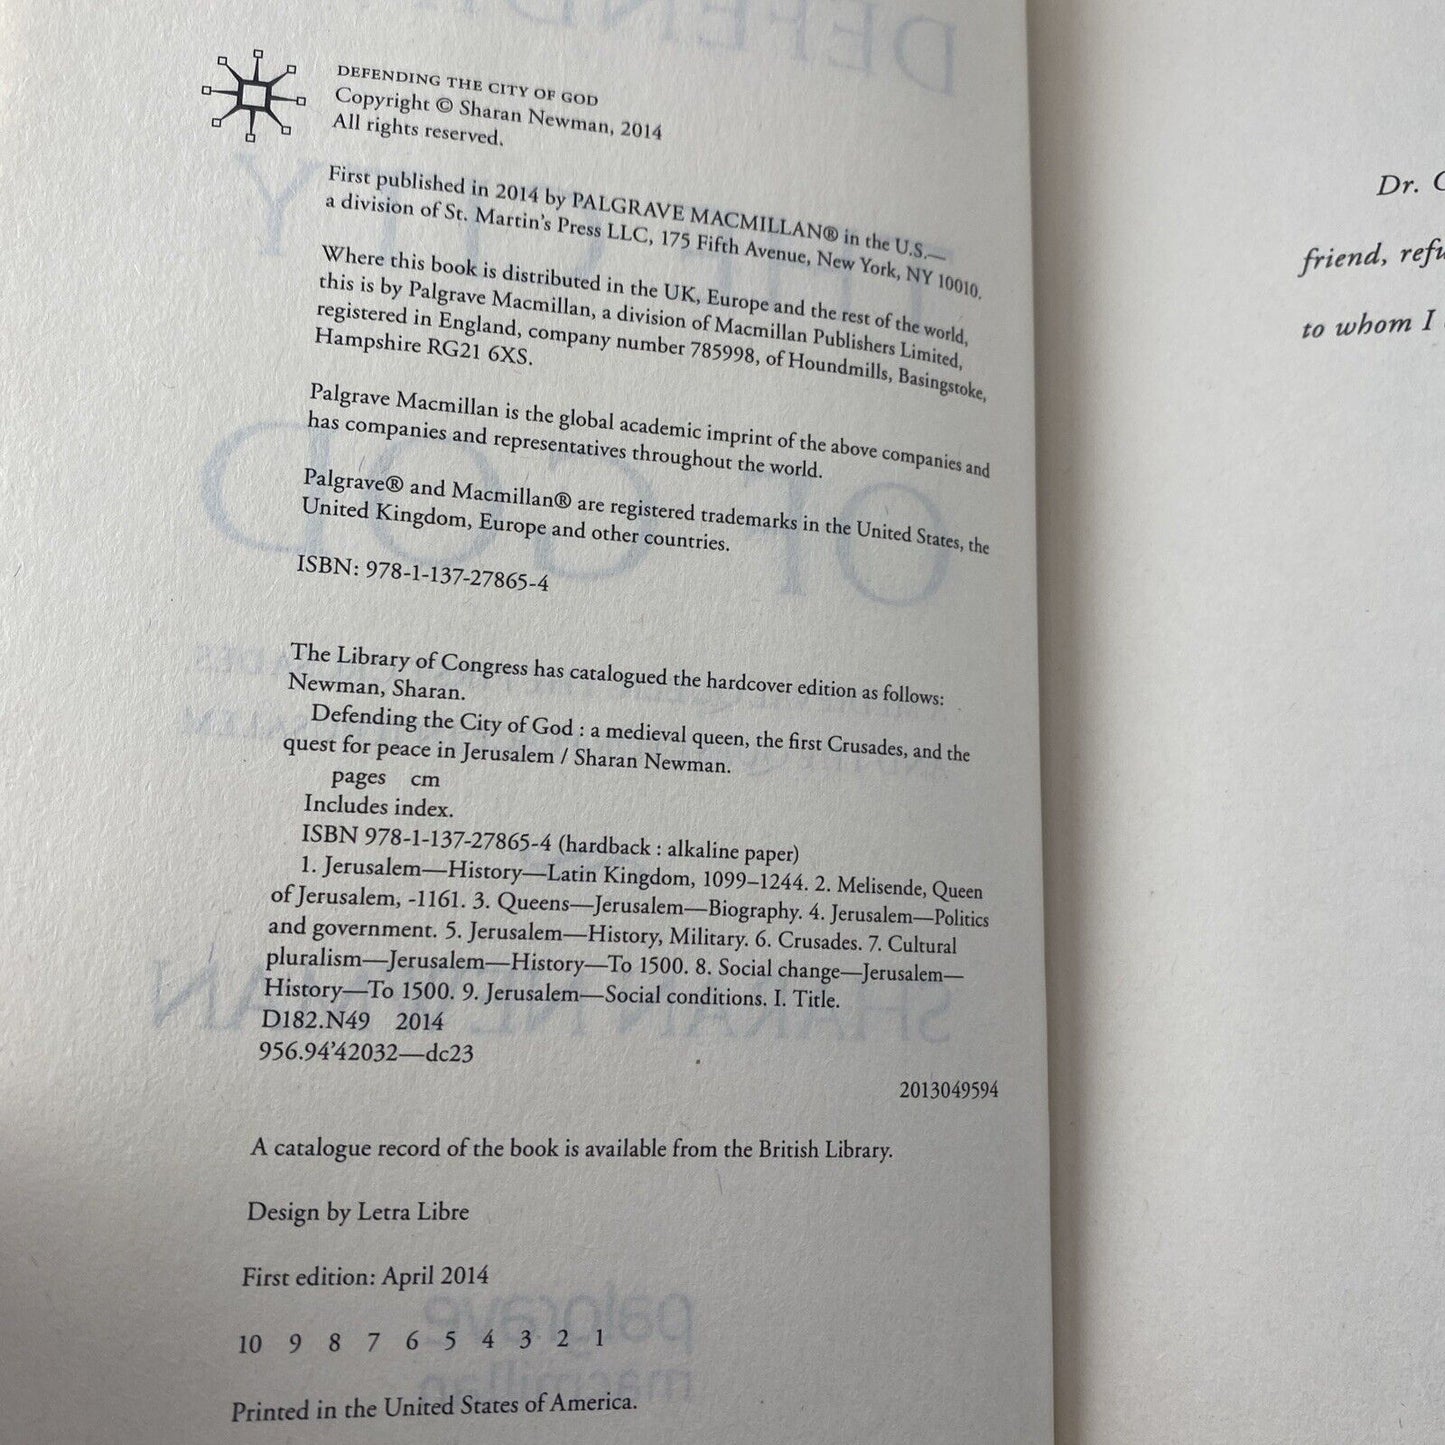 DEFENDING THE CITY OF GOD
Copyright © Sharan Newman, 2014
All rights reserved.
First published in 2014 by PALGRAVE MACMILLAN® in the U.S.—
a division of St. Martin's Press LLC, 175 Fifth Avenue, New York, NY 10010.
Where this book is distributed in the UK, Europe and the rest of the world,
this is by Palgrave Macmillan, a division of Macmillan Publishers Limited,
registered in England, company number 785998, of Houndmills, Basingstoke,
Hampshire RG21 6XS.
Palgrave Macmillan is the global academic imprint of the above companies and
has companies and representatives throughout the world.
Palgrave® and Macmillan® are registered trademarks in the United States, the
United Kingdom, Europe and other countries.
ISBN: 978-1-137-27865-4
The Library of Congress has catalogued the hardcover edition as follows:
Newman, Sharan.
Defending the City of God : a medieval queen, the first Crusades, and the
quest for peace in Jerusalem / Sharan Newman.
pages cm
Includes index.
ISBN 978-1-137-27865-4 (hardback : alkaline paper)
1. Jerusalem—History—Latin Kingdom, 1099–1244. 2. Melisende, Queen
of Jerusalem, -1161. 3. Queens—Jerusalem—Biography. 4. Jerusalem—Politics
and government. 5. Jerusalem—History, Military. 6. Crusades. 7. Cultural
pluralism—Jerusalem—History—To 1500. 8. Social change—Jerusalem—
History—To 1500. 9. Jerusalem—Social conditions. I. Title.
D182.N49 2014
956.94'42032—dc23
2013049594
A catalogue record of the book is available from the British Library.
Design by Letra Libre
First edition: April 2014
10 9 8 7 6 5 4 3 2 1
Printed in the United States of America.
Dr.
friend,
to whom I